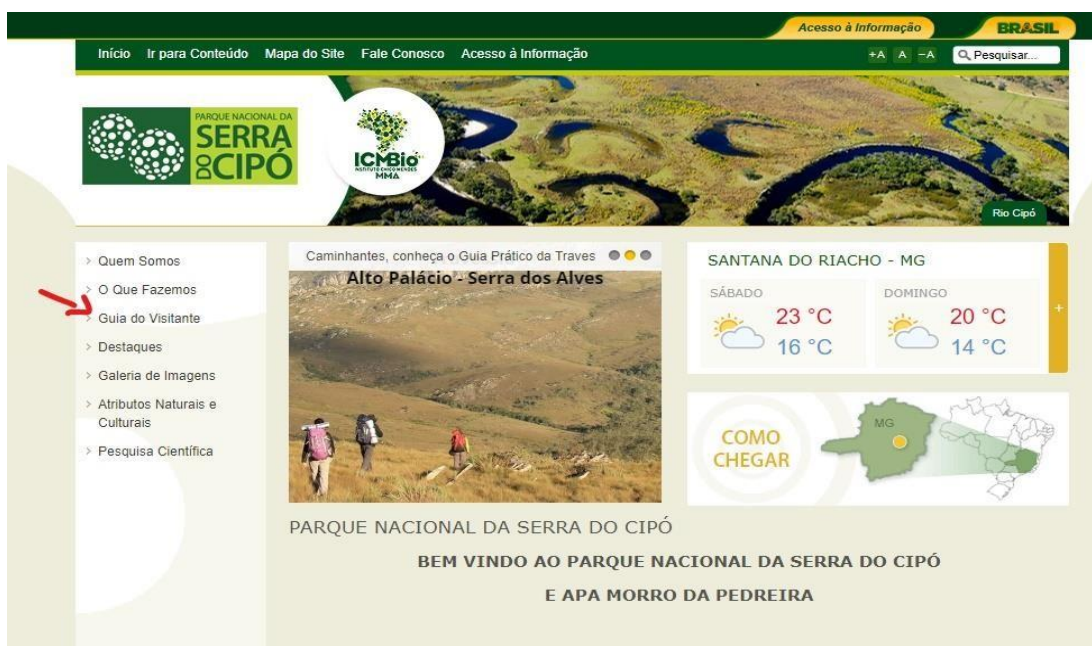 Acesso à Informação
BRASIL
Início Ir para Conteúdo Mapa do Site Fale Conosco Acesso à Informação
+A A -A Pesquisar...
PARQUE NACIONAL DA
SERRA
DO CIPÓ
ICMBio
INSTITUTO CHICO MENDES
MMA
Rio Cipó
Quem Somos
O Que Fazemos
Guia do Visitante
Destaques
Galeria de Imagens
Atributos Naturais e
Culturais
Pesquisa Científica
Caminhantes, conheça o Guia Prático da Traves
Alto Palácio - Serra dos Alves
SANTANA DO RIACHO - MG
SÁBADO
23 °C
16 °C
DOMINGO
20 °C
14 °C
+
COMO
CHEGAR
MG
PARQUE NACIONAL DA SERRA DO CIPÓ
BEM VINDO AO PARQUE NACIONAL DA SERRA DO CIPÓ
E APA MORRO DA PEDREIRA